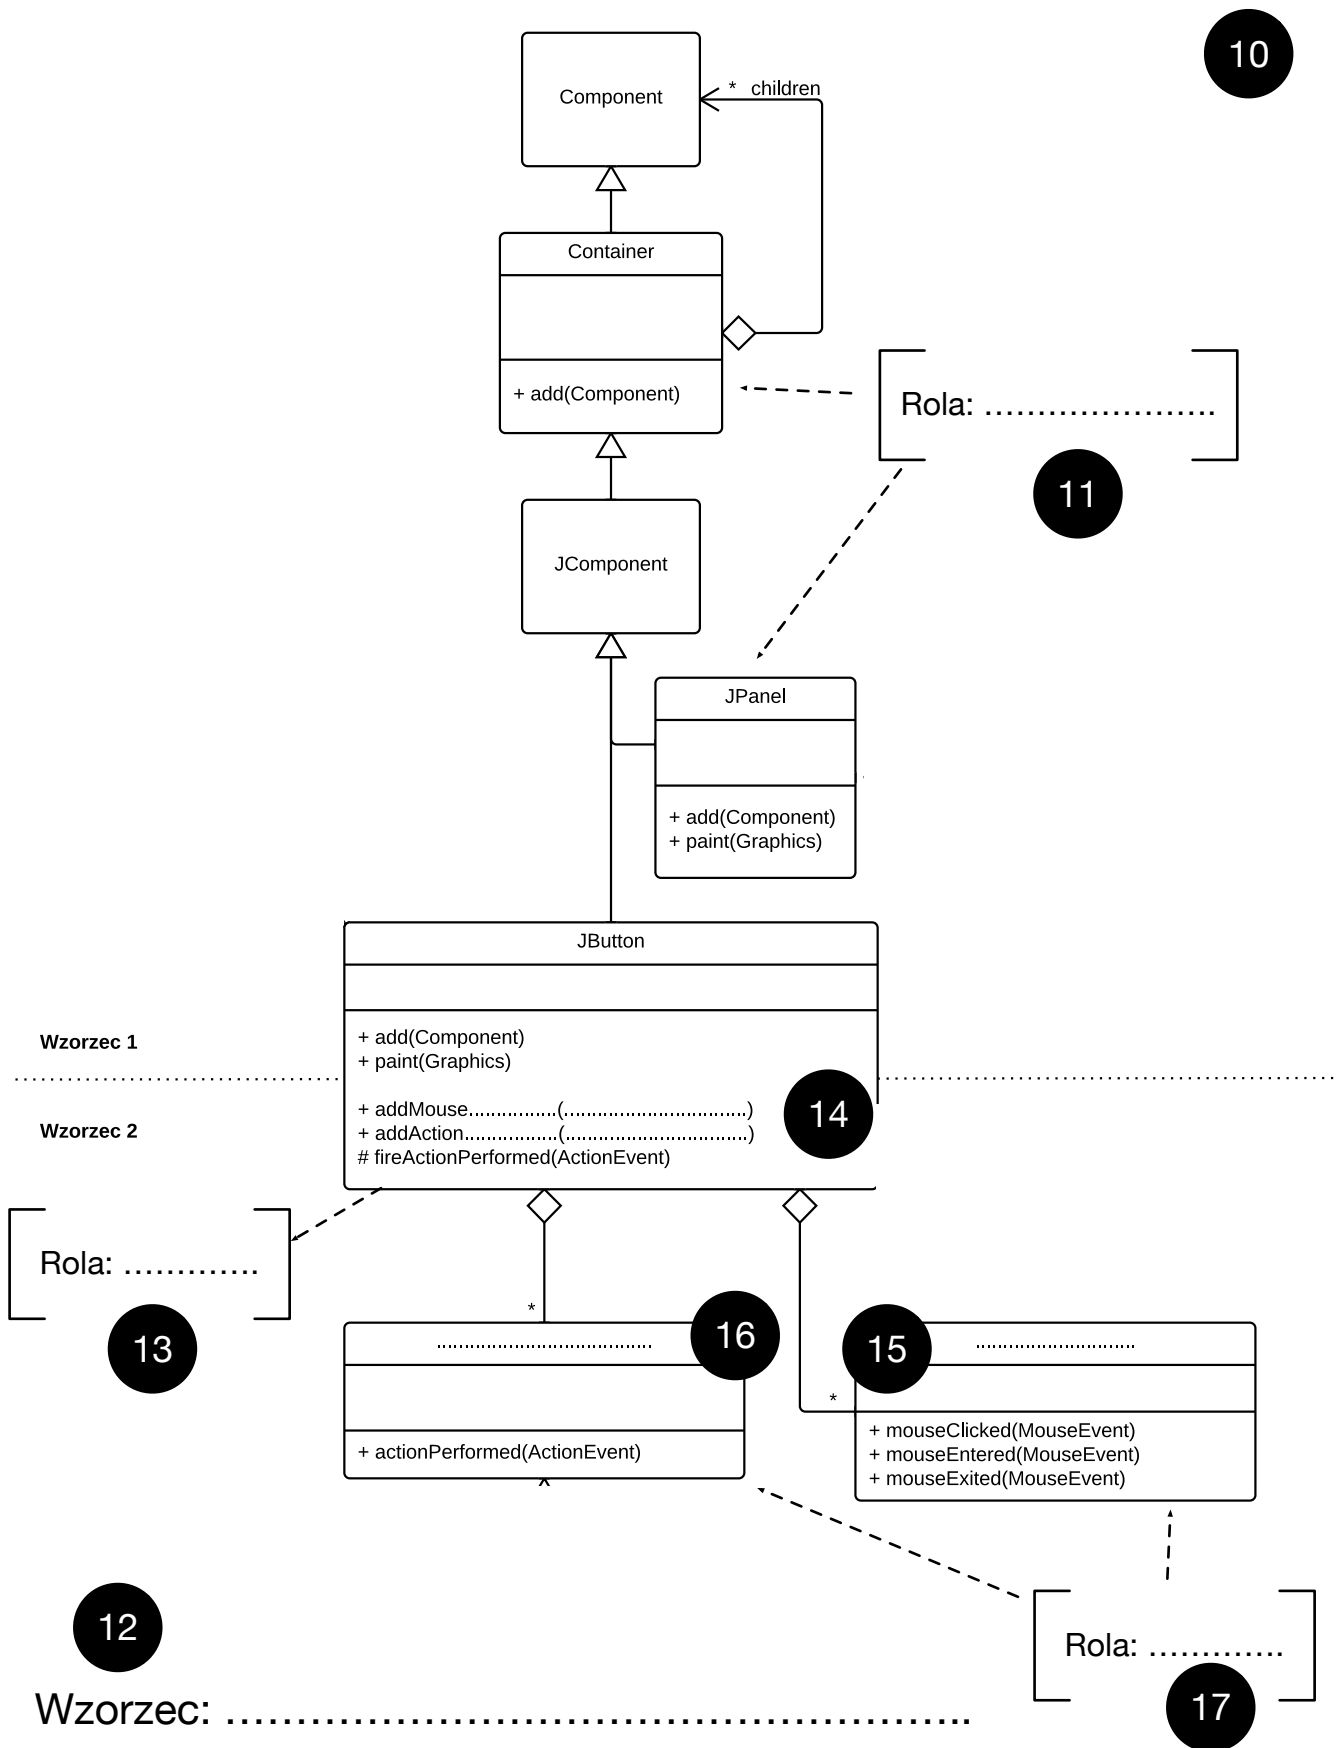 10
* children
Component
Container
+ add(Component)
Rola: ......................
11
JComponent
JPanel
+ add(Component)
+ paint(Graphics)
JButton
+ add(Component)
+ paint(Graphics)
Wzorzec 1
Wzorzec 2
+ addMouse...............(................................)
+ addAction................(................................)
# fireActionPerformed(ActionEvent)
14
Rola: .............
13
*
16
.....................................
+ actionPerformed(ActionEvent)
15
...........................
*
+ mouseClicked(MouseEvent)
+ mouseEntered(MouseEvent)
+ mouseExited(MouseEvent)
12
Wzorzec: ...............................................................
Rola: .............
17